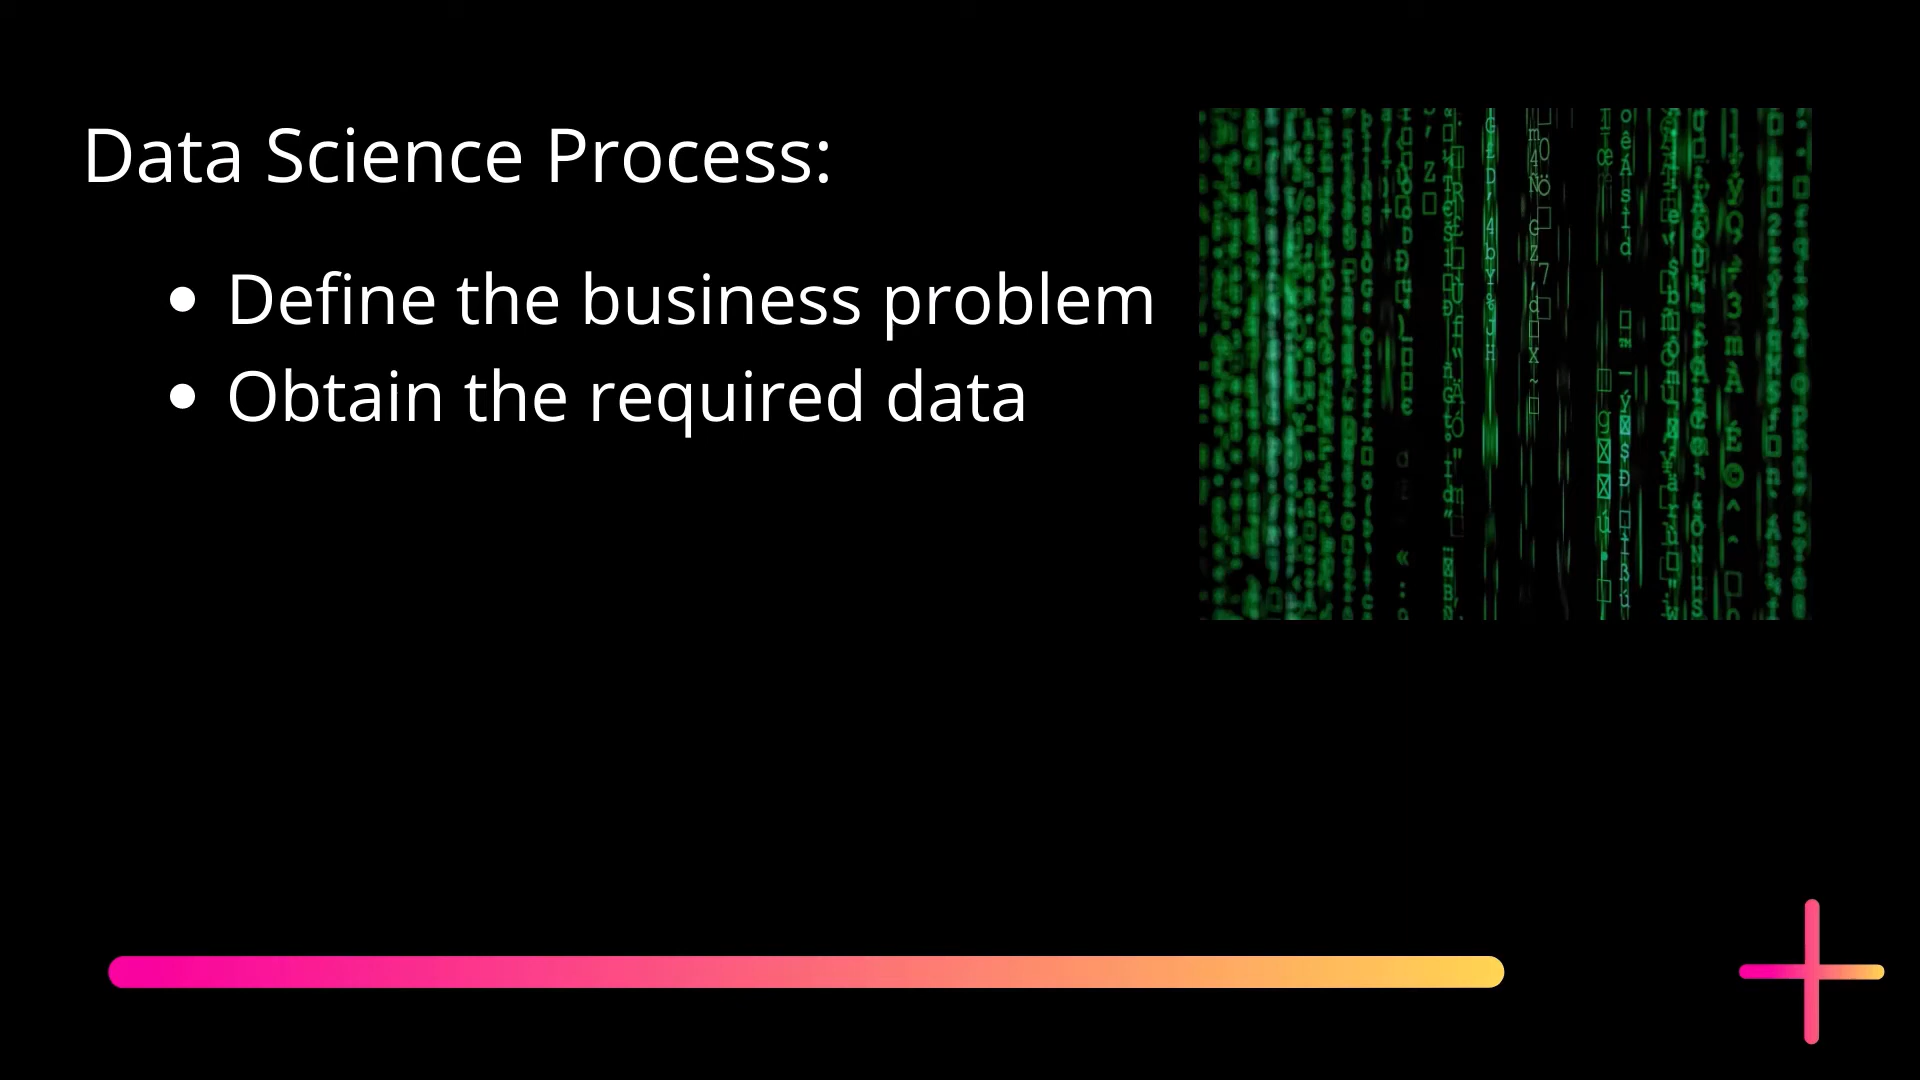 Data Science Process:
• Define the business problem
• Obtain the required data